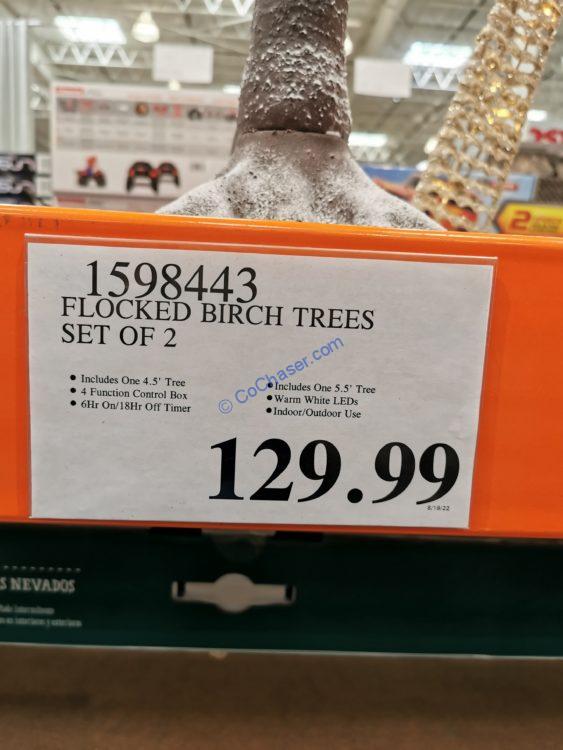 1598443
FLOCKED BIRCH TREES
SET OF 2
• Includes One 4.5' Tree
• 4 Function Control Box
• 6Hr On/18Hr Off Timer
• Includes One 5.5' Tree
• Warm White LEDs
• Indoor/Outdoor Use
© CoChaser.com
129.99
8/18/22
2
S NEVADOS